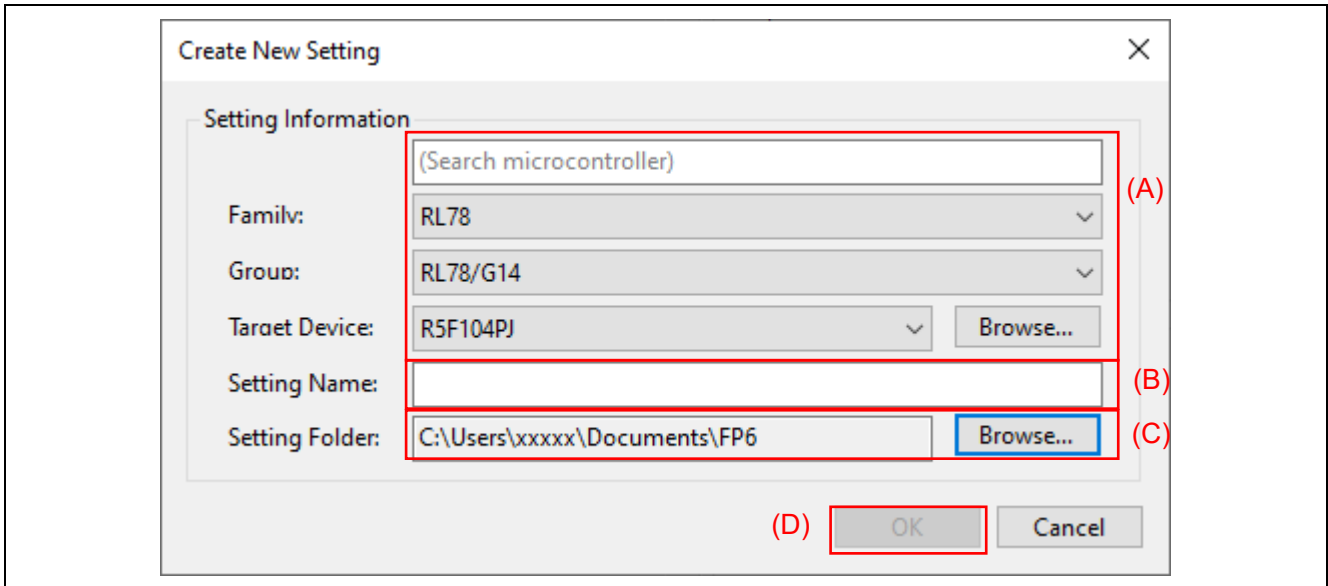 Create New Setting
Setting Information
(Search microcontroller)
(A)
Family: RL78
Group: RL78/G14
Target Device: R5F104PJ Browse...
Setting Name: (B)
Setting Folder: C:\Users\xxxxx\Documents\FP6 Browse... (C)
(D) OK Cancel